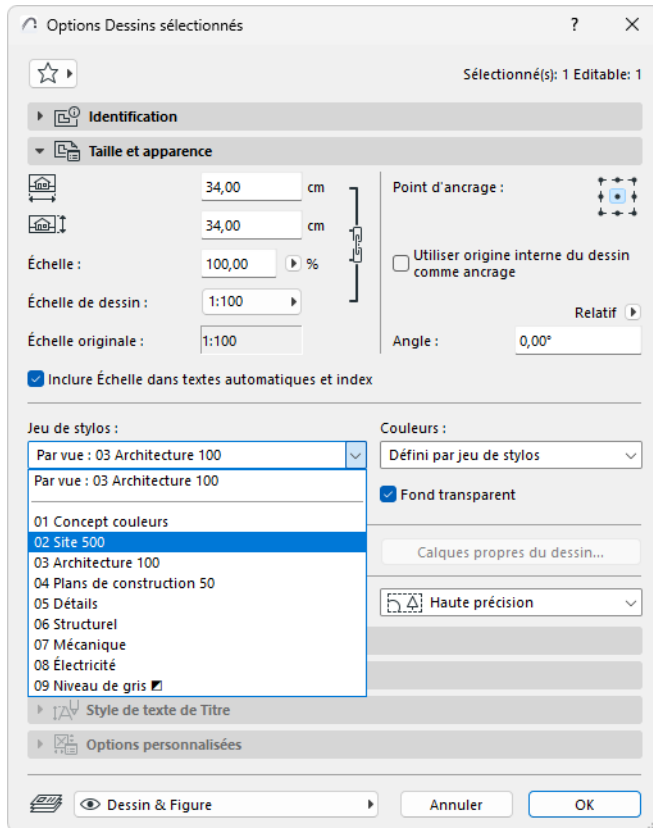 Options Dessins sélectionnés ? ×
Sélectionné(s): 1 Editable: 1
Identification
Taille et apparence
34,00 cm
Point d'ancrage :
34,00 cm
Échelle : 100,00 %
Utiliser origine interne du dessin
comme ancrage
Échelle de dessin : 1:100
Relatif
Échelle originale : 1:100
Angle : 0,00°
Inclure Échelle dans textes automatiques et index
Jeu de stylos :
Couleurs :
Par vue : 03 Architecture 100
Défini par jeu de stylos
Par vue : 03 Architecture 100
Fond transparent
01 Concept couleurs
02 Site 500
03 Architecture 100
Calques propres du dessin...
04 Plans de construction 50
05 Détails
Haute précision
06 Structurel
07 Mécanique
08 Électricité
09 Niveau de gris
Style de texte de Titre
Options personnalisées
Dessin & Figure
Annuler
OK